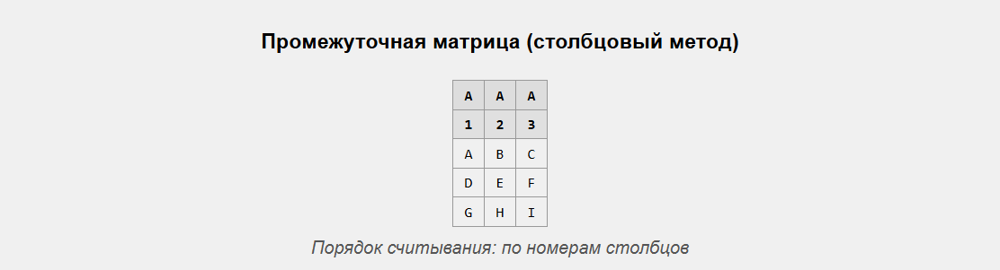 Промежуточная матрица (столбцовый метод)
A A A
1 2 3
A B C
D E F
G H I
Порядок считывания: по номерам столбцов